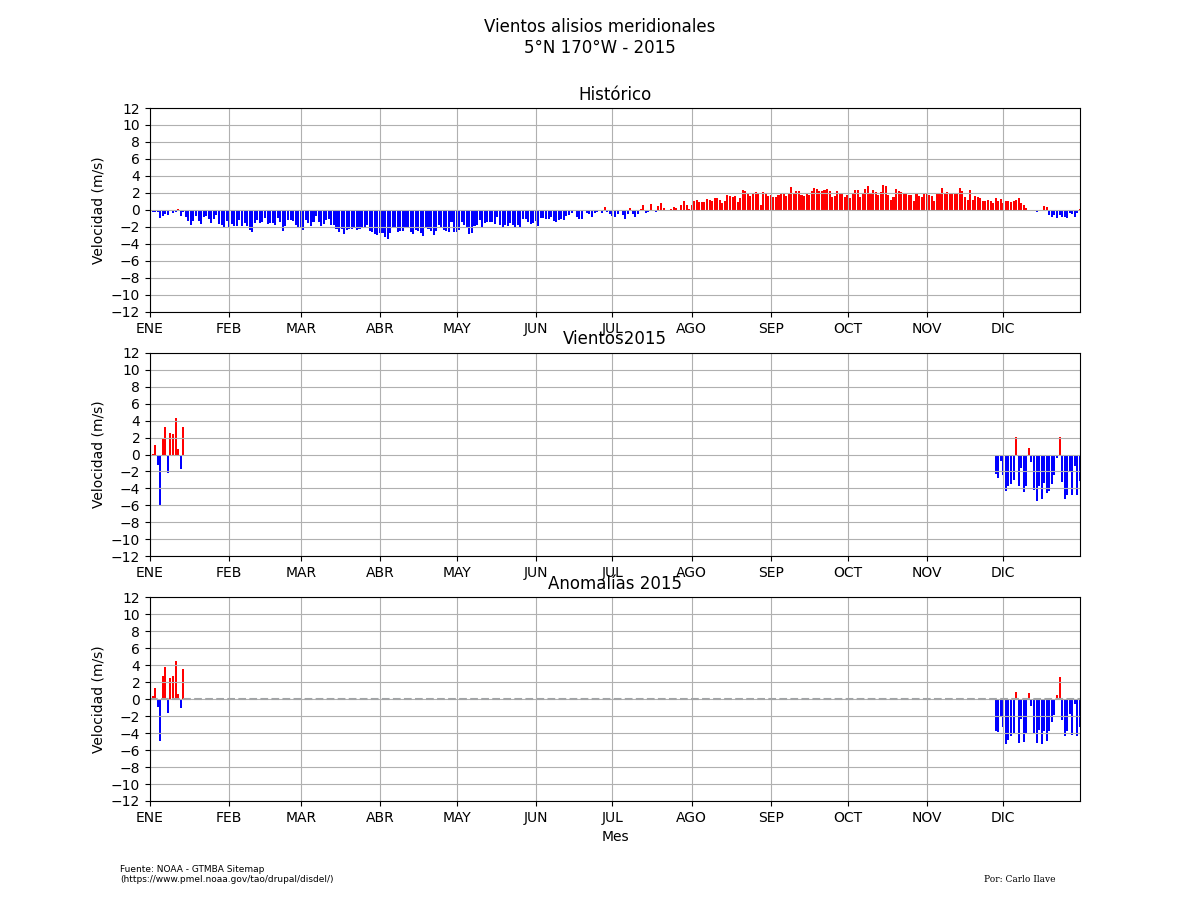 Vientos alisios meridionales
5°N 170°W - 2015
Histórico
12
10
8
6
4
2
0
−2
−4
−6
−8
−10
−12
Velocidad (m/s)
ENE FEB MAR ABR MAY JUN JUL AGO SEP OCT NOV DIC
Vientos2015
12
10
8
6
4
2
0
−2
−4
−6
−8
−10
−12
Velocidad (m/s)
ENE FEB MAR ABR MAY JUN JUL AGO SEP OCT NOV DIC
Anomalías 2015
12
10
8
6
4
2
0
−2
−4
−6
−8
−10
−12
Velocidad (m/s)
ENE FEB MAR ABR MAY JUN JUL AGO SEP OCT NOV DIC
Mes
Fuente: NOAA - GTMBA Sitemap
(https://www.pmel.noaa.gov/tao/drupal/disdel/)
Por: Carlo Ilave